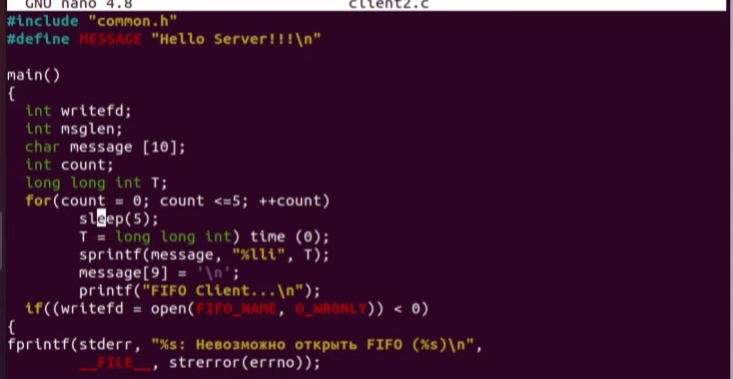 GNU nano 4.8 client2.c
#include "common.h"
#define MESSAGE "Hello Server!!!\n"
main()
{
int writefd;
int msglen;
char message [10];
int count;
long long int T;
for(count = 0; count <=5; ++count)
sleep(5);
T = long long int) time (0);
sprintf(message, "%lli", T);
message[9] = '\n';
printf("FIFO Client...\n");
if((writefd = open(FIFO_NAME, O_WRONLY)) < 0)
{
fprintf(stderr, "%s: Невозможно открыть FIFO (%s)\n",
__FILE__, strerror(errno));